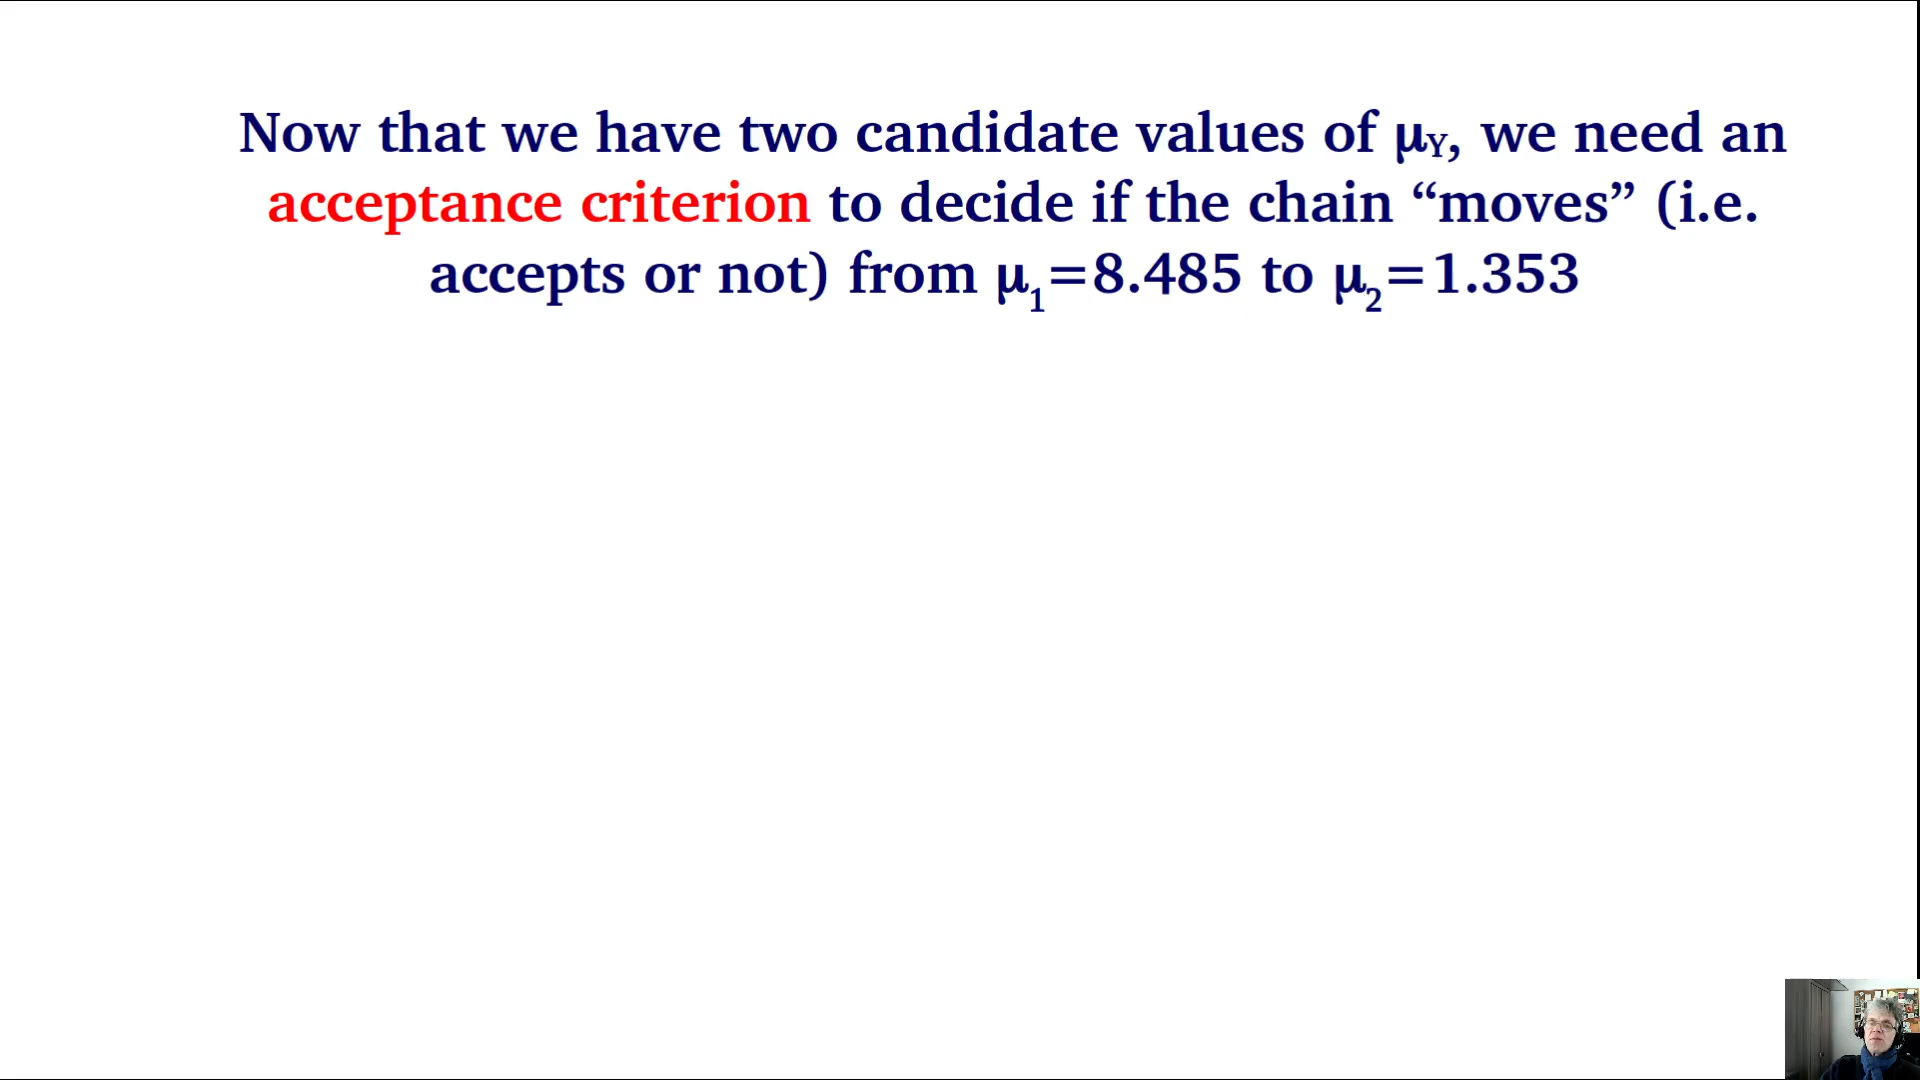 Now that we have two candidate values of μY, we need an
acceptance criterion to decide if the chain “moves” (i.e.
accepts or not) from μ1=8.485 to μ2=1.353